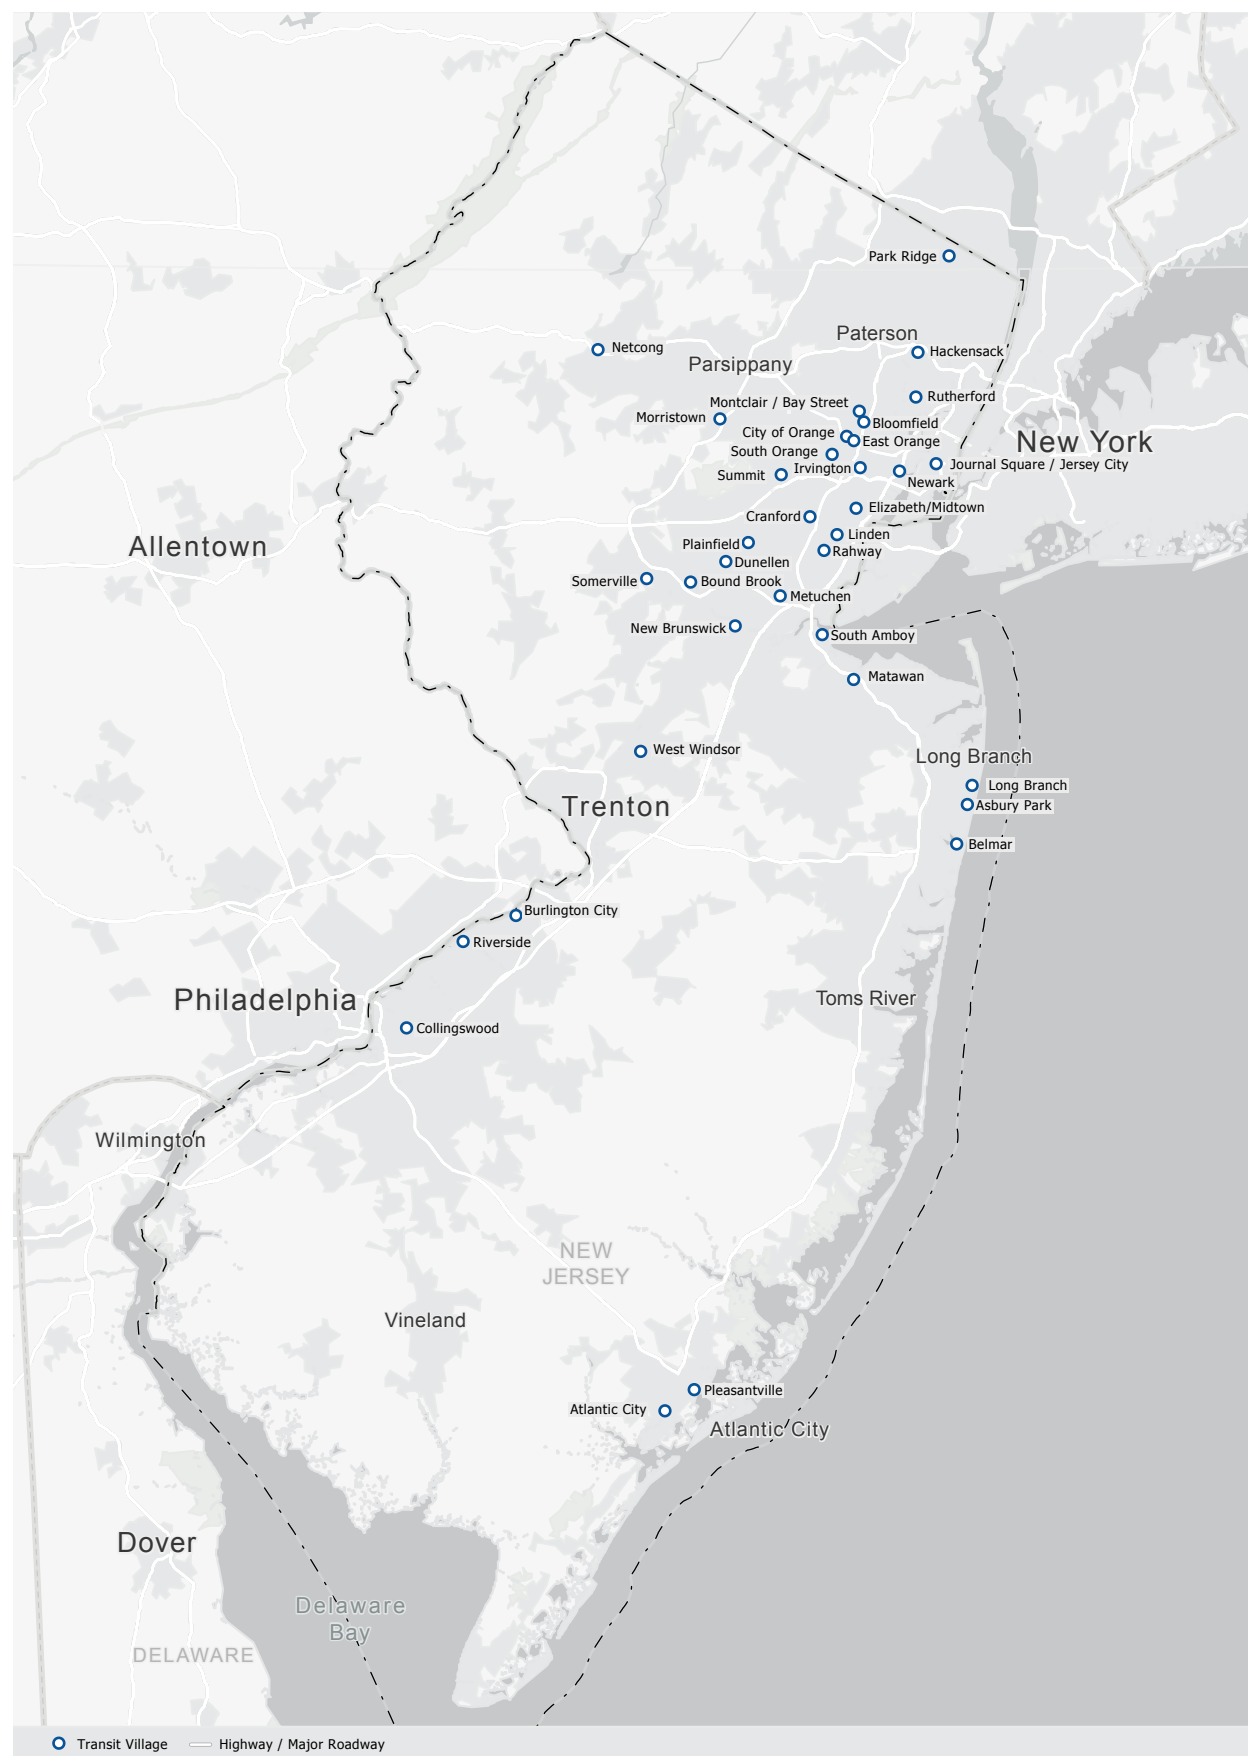 Park Ridge
Paterson
Netcong
Hackensack
Parsippany
Rutherford
Montclair / Bay Street
Morristown
Bloomfield
City of Orange
East Orange
New York
South Orange
Journal Square / Jersey City
Irvington
Summit
Newark
Elizabeth/Midtown
Cranford
Linden
Allentown
Plainfield
Rahway
Dunellen
Somerville
Bound Brook
Metuchen
New Brunswick
South Amboy
Matawan
West Windsor
Long Branch
Long Branch
Trenton
Asbury Park
Belmar
Burlington City
Riverside
Philadelphia
Toms River
Collingswood
Wilmington
NEW
JERSEY
Vineland
Pleasantville
Atlantic City
Atlantic City
Dover
Delaware
Bay
DELAWARE
Transit Village
Highway / Major Roadway